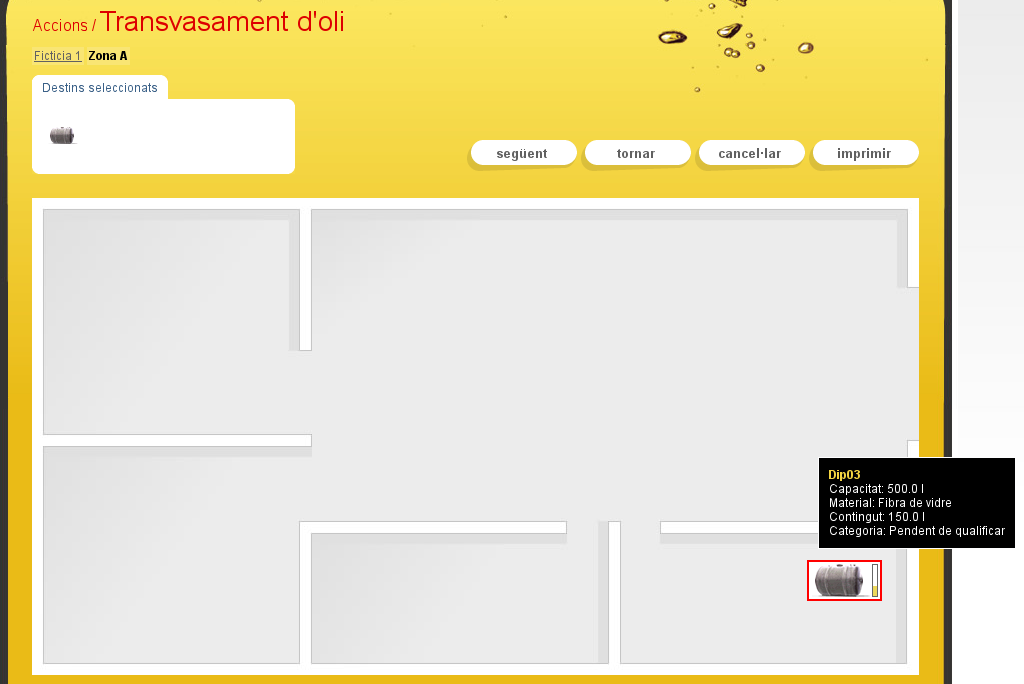 Accions / Transvasament d'oli
Ficticia 1 Zona A
Destins seleccionats
següent
tornar
cancel·lar
imprimir
Dip03
Capacitat: 500.0 l
Material: Fibra de vidre
Contingut: 150.0 l
Categoria: Pendent de qualificar